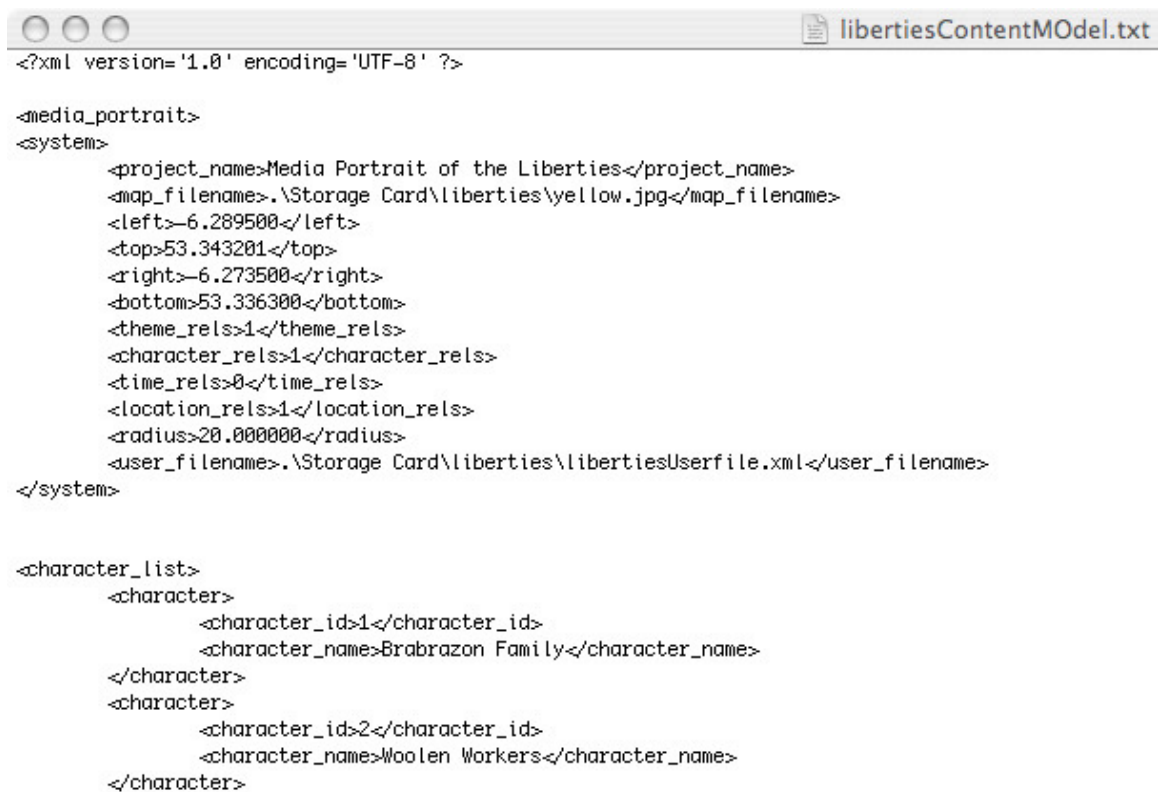 libertiesContentMOdel.txt
<?xml version='1.0' encoding='UTF-8' ?>
<media_portrait>
<system>
<project_name>Media Portrait of the Liberties</project_name>
<map_filename>.\Storage Card\liberties\yellow.jpg</map_filename>
<left>-6.289500</left>
<top>53.343201</top>
<right>-6.273500</right>
<bottom>53.336300</bottom>
<theme_rels>1</theme_rels>
<character_rels>1</character_rels>
<time_rels>0</time_rels>
<location_rels>1</location_rels>
<radius>20.000000</radius>
<user_filename>.\Storage Card\liberties\libertiesUserfile.xml</user_filename>
</system>
<character_list>
<character>
<character_id>1</character_id>
<character_name>Brabrazon Family</character_name>
</character>
<character>
<character_id>2</character_id>
<character_name>Woolen Workers</character_name>
</character>